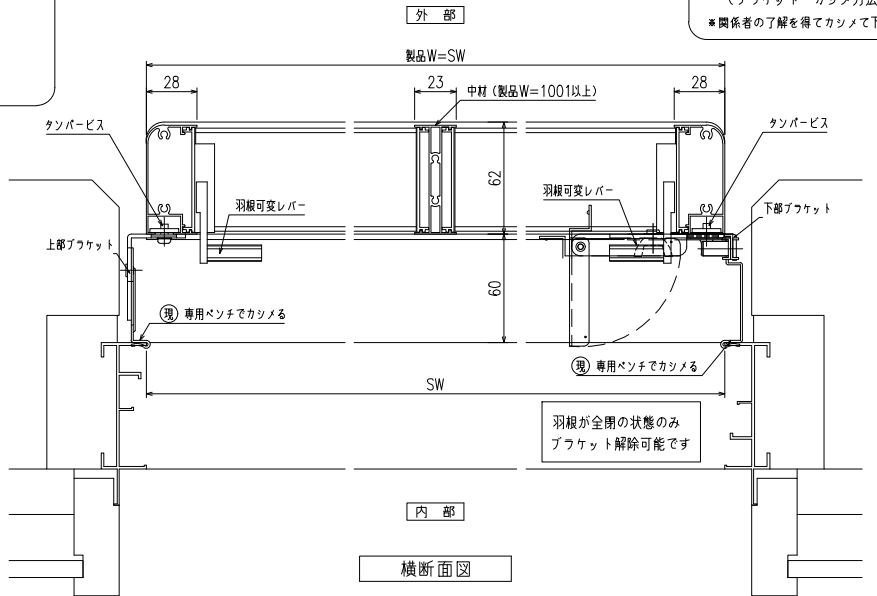 外 部
*関係者の了解を得てカシメて下
製品W=SW
28
23
中材（製品W=1001以上）
28
タンパービス
タンパービス
62
羽根可変レバー
羽根可変レバー
下部ブラケット
上部ブラケット
60
現 専用ペンチでカシメる
現 専用ペンチでカシメる
SW
羽根が全閉の状態のみ
ブラケット解除可能です
内 部
横断面図